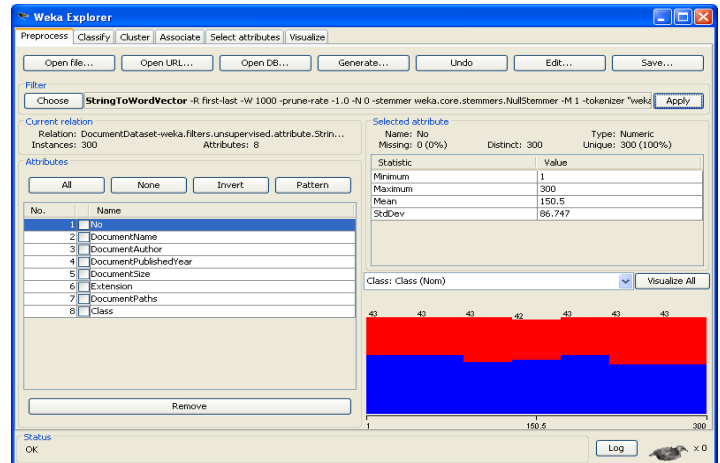 Weka Explorer
Preprocess Classify Cluster Associate Select attributes Visualize
Open file... Open URL... Open DB... Generate... Undo Edit... Save...
Filter
Choose StringToWordVector -R first-last -W 1000 -prune-rate -1.0 -N 0 -stemmer weka.core.stemmers.NullStemmer -M 1 -tokenizer "weka Apply
Current relation
Relation: DocumentDataset-weka.filters.unsupervised.attribute.Strin...
Instances: 300 Attributes: 8
Selected attribute
Name: No Type: Numeric
Missing: 0 (0%) Distinct: 300 Unique: 300 (100%)
Attributes
All None Invert Pattern
No. Name
1 No
2 DocumentName
3 DocumentAuthor
4 DocumentPublishedYear
5 DocumentSize
6 Extension
7 DocumentPaths
8 Class
Remove
Statistic Value
Minimum 1
Maximum 300
Mean 150.5
StdDev 86.747
Class: Class (Nom) Visualize All
43 43 43 42 43 43 43
1 150.5 300
Status
OK
Log x 0